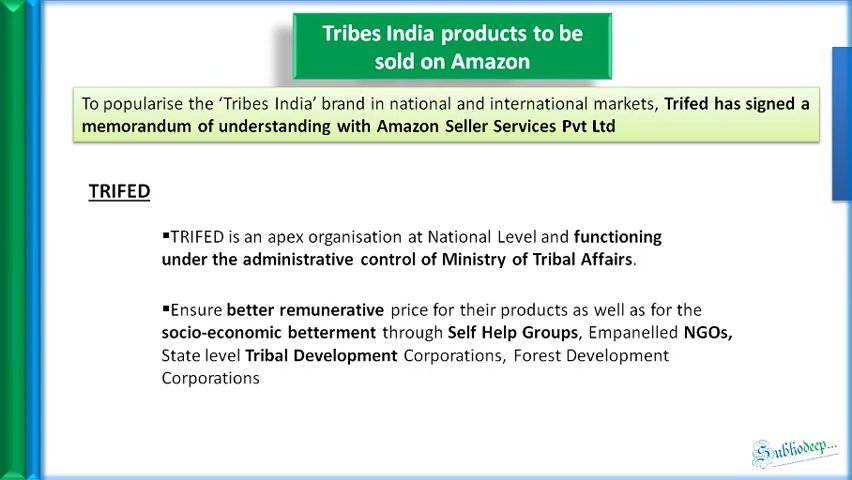 Tribes India products to be
sold on Amazon
To popularise the ‘Tribes India’ brand in national and international markets, Trifed has signed a
memorandum of understanding with Amazon Seller Services Pvt Ltd
TRIFED
▪TRIFED is an apex organisation at National Level and functioning
under the administrative control of Ministry of Tribal Affairs.
▪Ensure better remunerative price for their products as well as for the
socio-economic betterment through Self Help Groups, Empanelled NGOs,
State level Tribal Development Corporations, Forest Development
Corporations
Subhodeep...